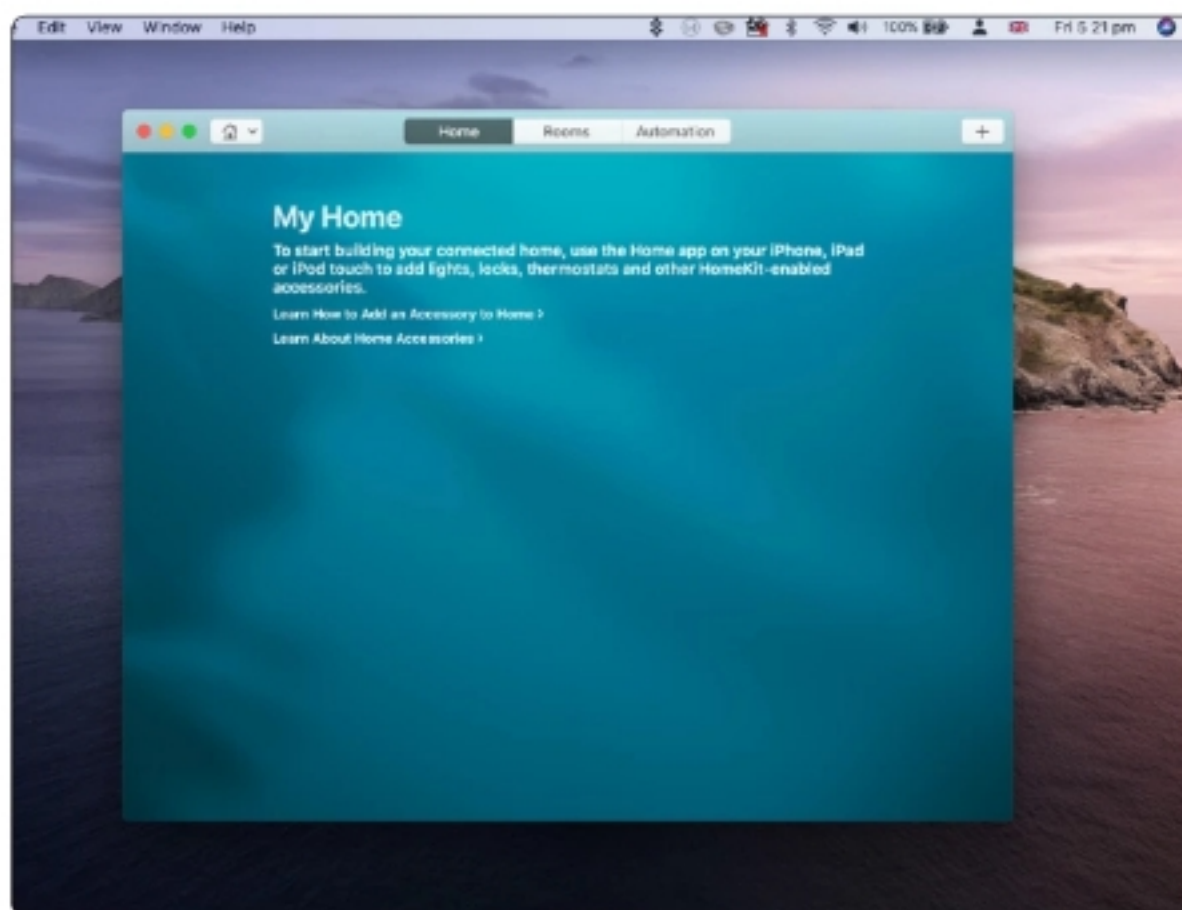 Edit View Window Help 100% Fri 5 21 pm
Home Rooms Automation
My Home
To start building your connected home, use the Home app on your iPhone, iPad
or iPod touch to add lights, locks, thermostats and other HomeKit-enabled
accessories.
Learn How to Add an Accessory to Home >
Learn About Home Accessories >